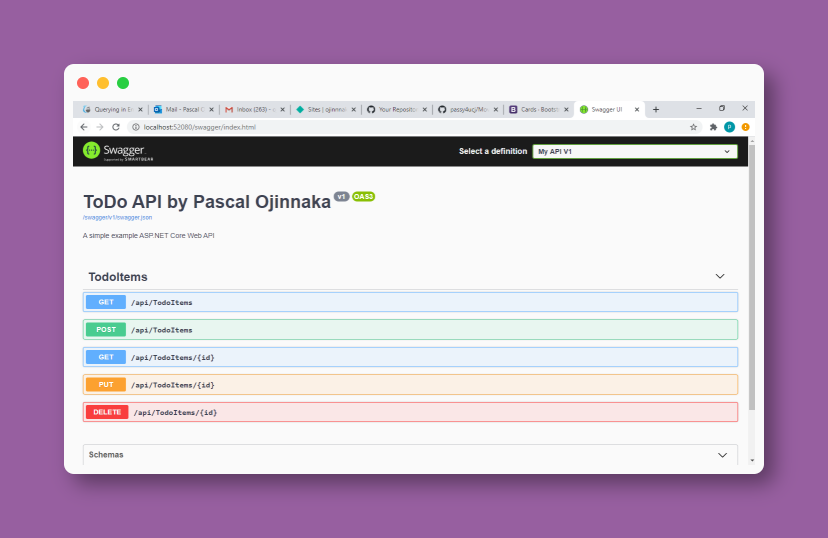 Querying in E
Mail - Pascal
Inbox (263) -
Sites | ojinna
Your Reposito
passy4ucj/Mo
Cards · Bootst
Swagger UI
localhost:52080/swagger/index.html
P
Swagger
Supported by SMARTBEAR
Select a definition
My API V1
ToDo API by Pascal Ojinnaka v1 OAS3
/swagger/v1/swagger.json
A simple example ASP.NET Core Web API
TodoItems
GET /api/TodoItems
POST /api/TodoItems
GET /api/TodoItems/{id}
PUT /api/TodoItems/{id}
DELETE /api/TodoItems/{id}
Schemas